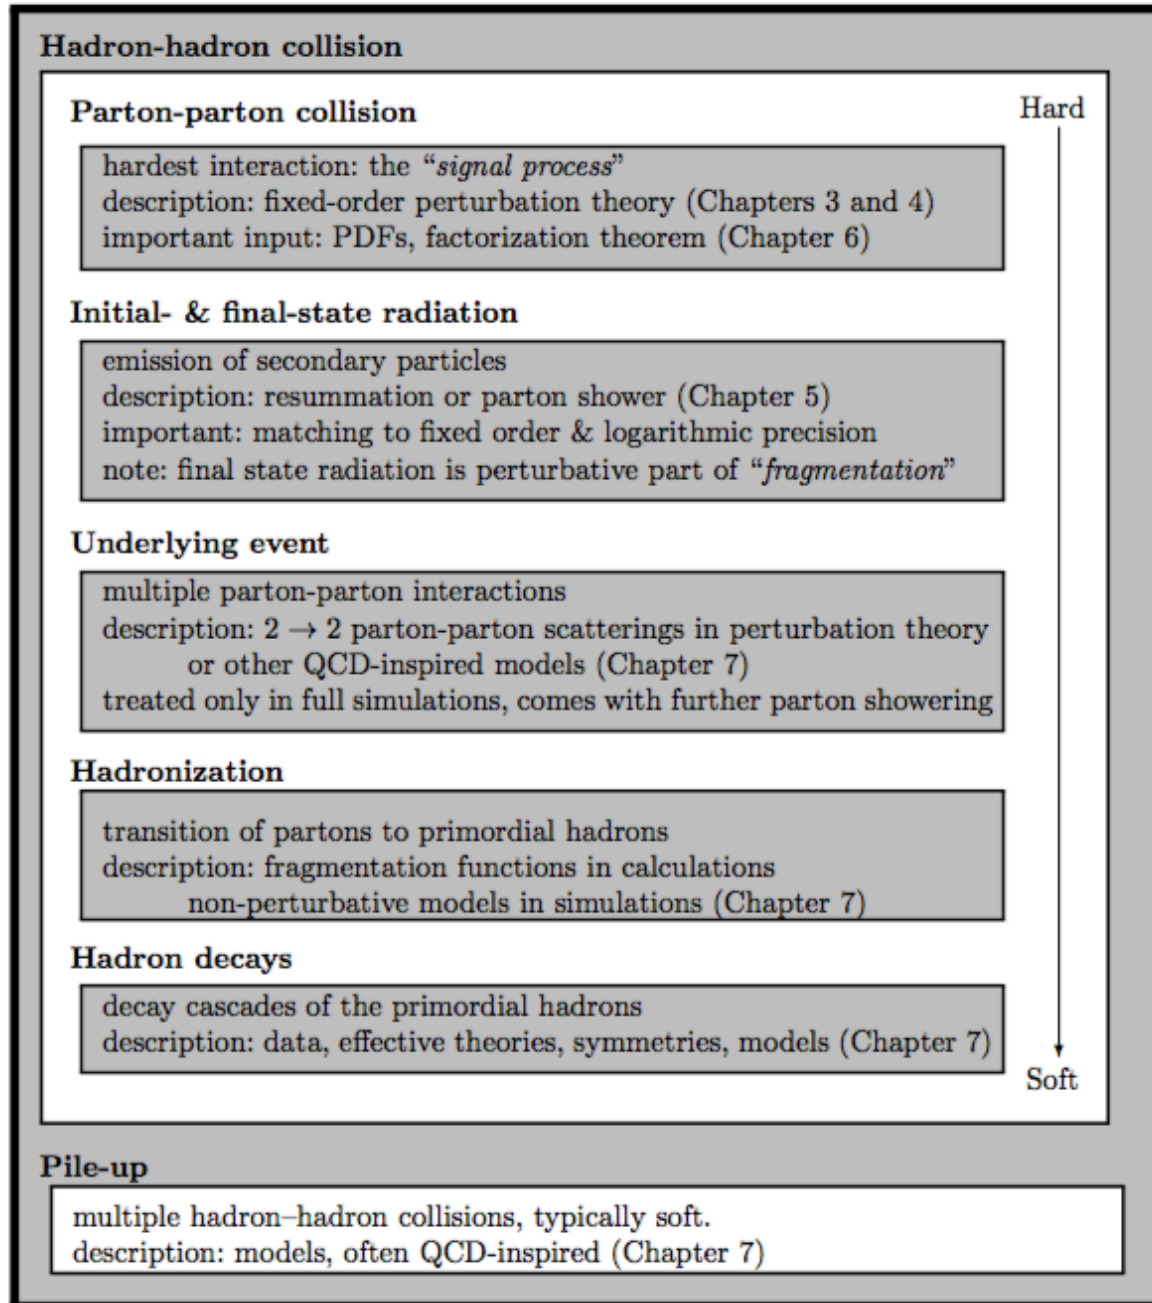 Hadron-hadron collision
Parton-parton collision
Hard
hardest interaction: the “signal process”
description: fixed-order perturbation theory (Chapters 3 and 4)
important input: PDFs, factorization theorem (Chapter 6)
Initial- & final-state radiation
emission of secondary particles
description: resummation or parton shower (Chapter 5)
important: matching to fixed order & logarithmic precision
note: final state radiation is perturbative part of “fragmentation”
Underlying event
multiple parton-parton interactions
description: 2 → 2 parton-parton scatterings in perturbation theory
or other QCD-inspired models (Chapter 7)
treated only in full simulations, comes with further parton showering
Hadronization
transition of partons to primordial hadrons
description: fragmentation functions in calculations
non-perturbative models in simulations (Chapter 7)
Hadron decays
decay cascades of the primordial hadrons
description: data, effective theories, symmetries, models (Chapter 7)
Soft
Pile-up
multiple hadron–hadron collisions, typically soft.
description: models, often QCD-inspired (Chapter 7)